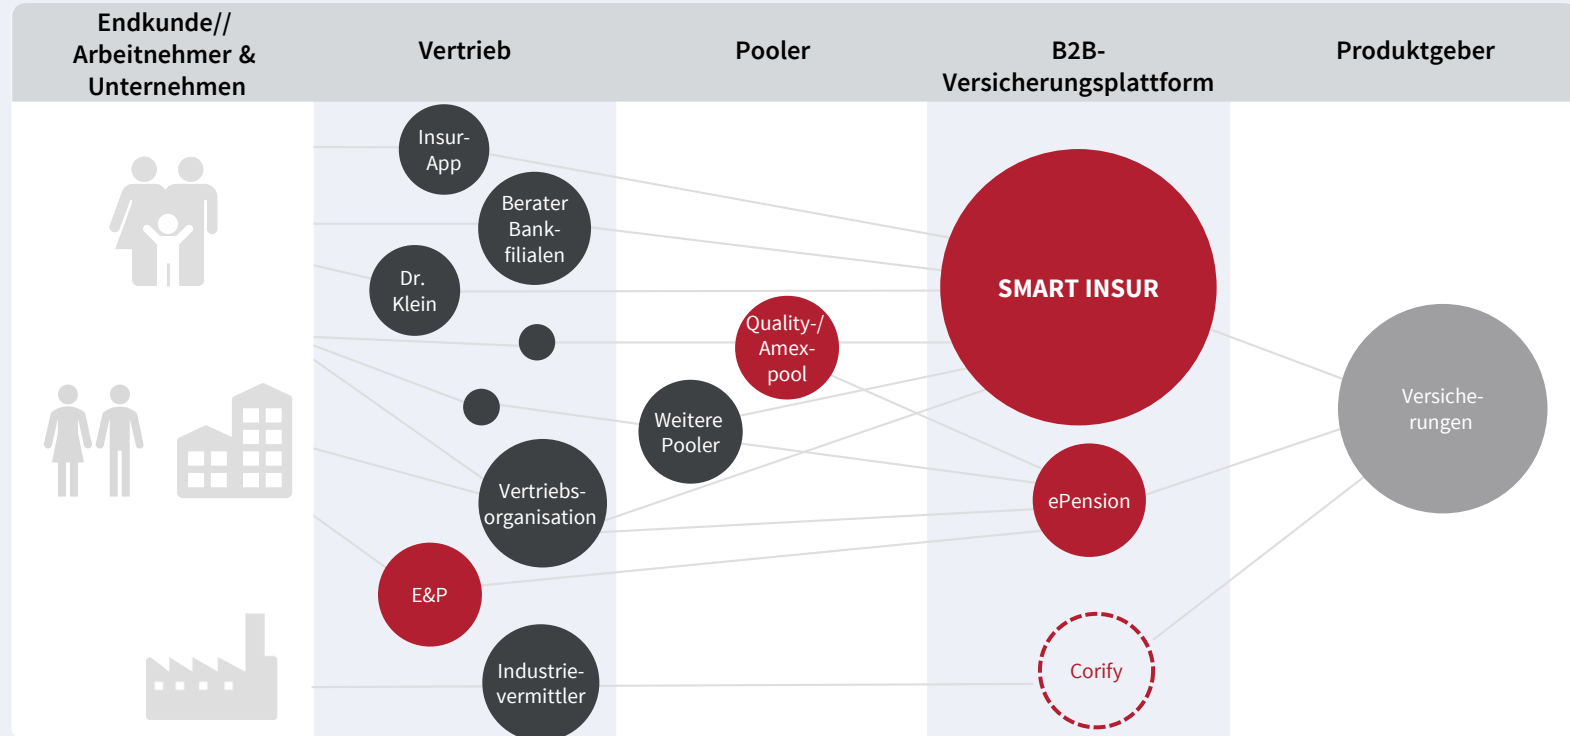 Endkunde//
Arbeitnehmer &
Unternehmen
Vertrieb
Pooler
B2B-
Versicherungsplattform
Produktgeber
Insur-
App
Berater
Bank-
filialen
Dr.
Klein
SMART INSUR
Quality-/
Amex-
pool
Weitere
Pooler
Versiche-
rungen
Vertriebs-
organisation
ePension
E&P
Industrie-
vermittler
Corify